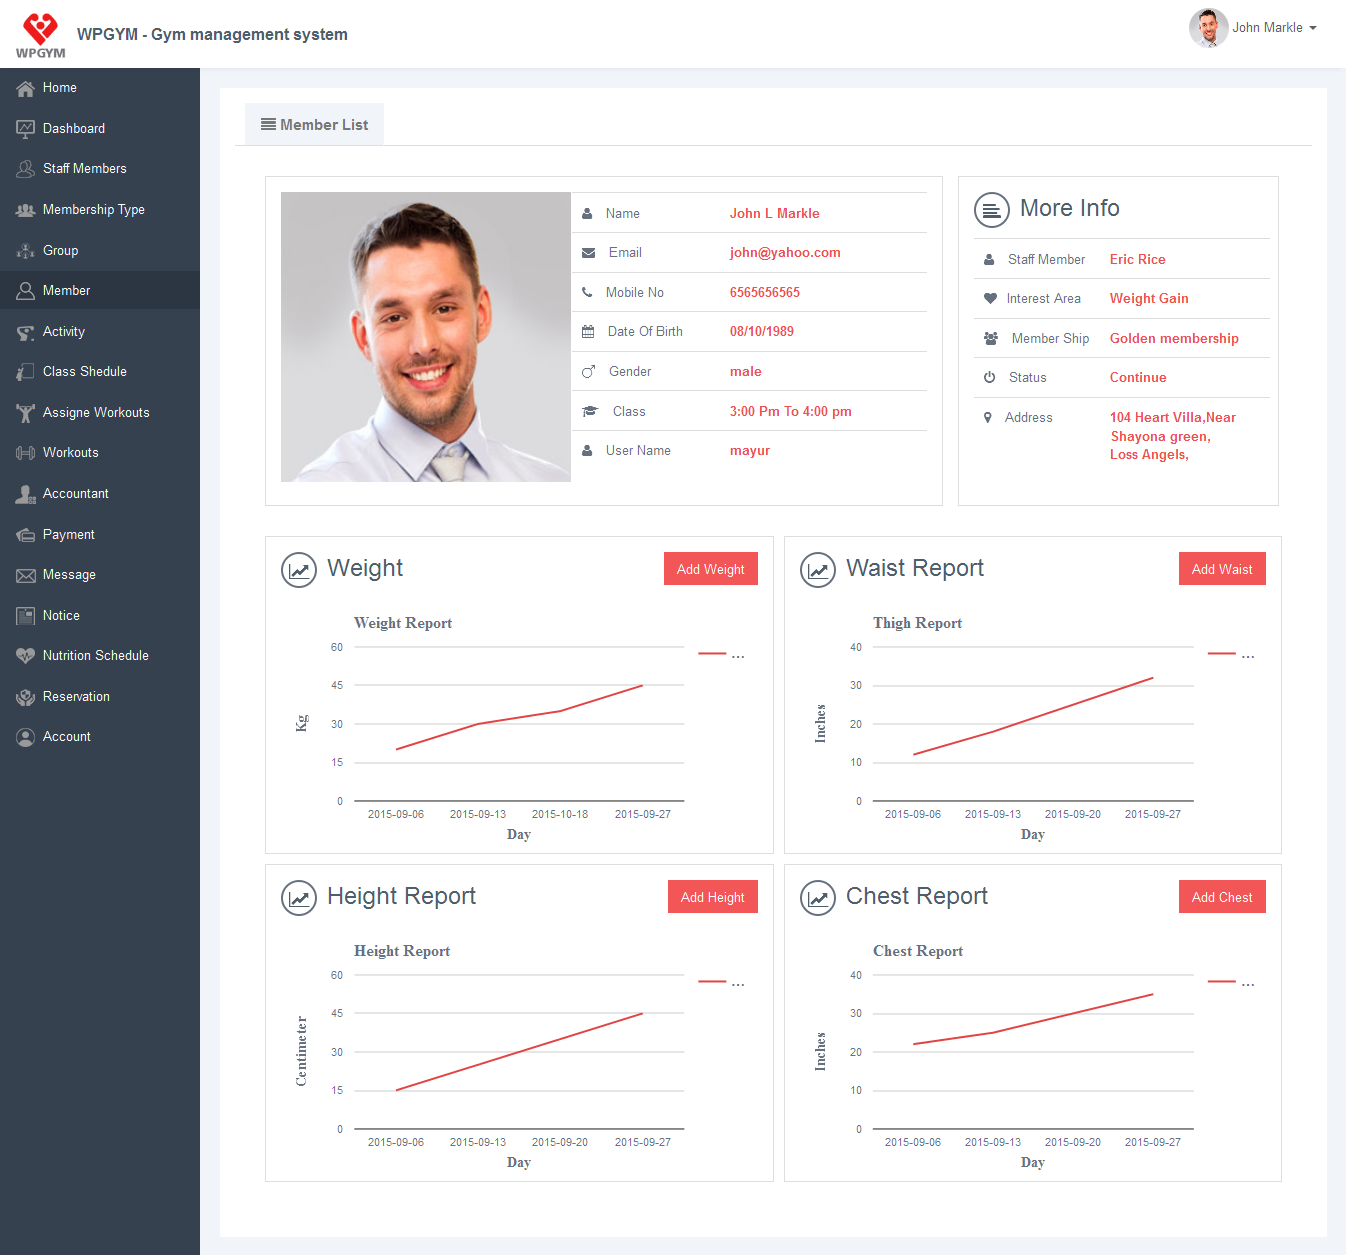 WPGYM
WPGYM - Gym management system
John Markle
Home
Dashboard
Staff Members
Membership Type
Group
Member
Activity
Class Shedule
Assigne Workouts
Workouts
Accountant
Payment
Message
Notice
Nutrition Schedule
Reservation
Account
Member List
Name John L Markle
Email john@yahoo.com
Mobile No 6565656565
Date Of Birth 08/10/1989
Gender male
Class 3:00 Pm To 4:00 pm
User Name mayur
More Info
Staff Member Eric Rice
Interest Area Weight Gain
Member Ship Golden membership
Status Continue
Address 104 Heart Villa,Near
Shayona green,
Loss Angels,
Weight
Add Weight
Weight Report
60
45
30
15
0
Kg
...
2015-09-06 2015-09-13 2015-10-18 2015-09-27
Day
Waist Report
Add Waist
Thigh Report
40
30
20
10
0
Inches
...
2015-09-06 2015-09-13 2015-09-20 2015-09-27
Day
Height Report
Add Height
Height Report
60
45
30
15
0
Centimeter
...
2015-09-06 2015-09-13 2015-09-20 2015-09-27
Day
Chest Report
Add Chest
Chest Report
40
30
20
10
0
Inches
...
2015-09-06 2015-09-13 2015-09-20 2015-09-27
Day